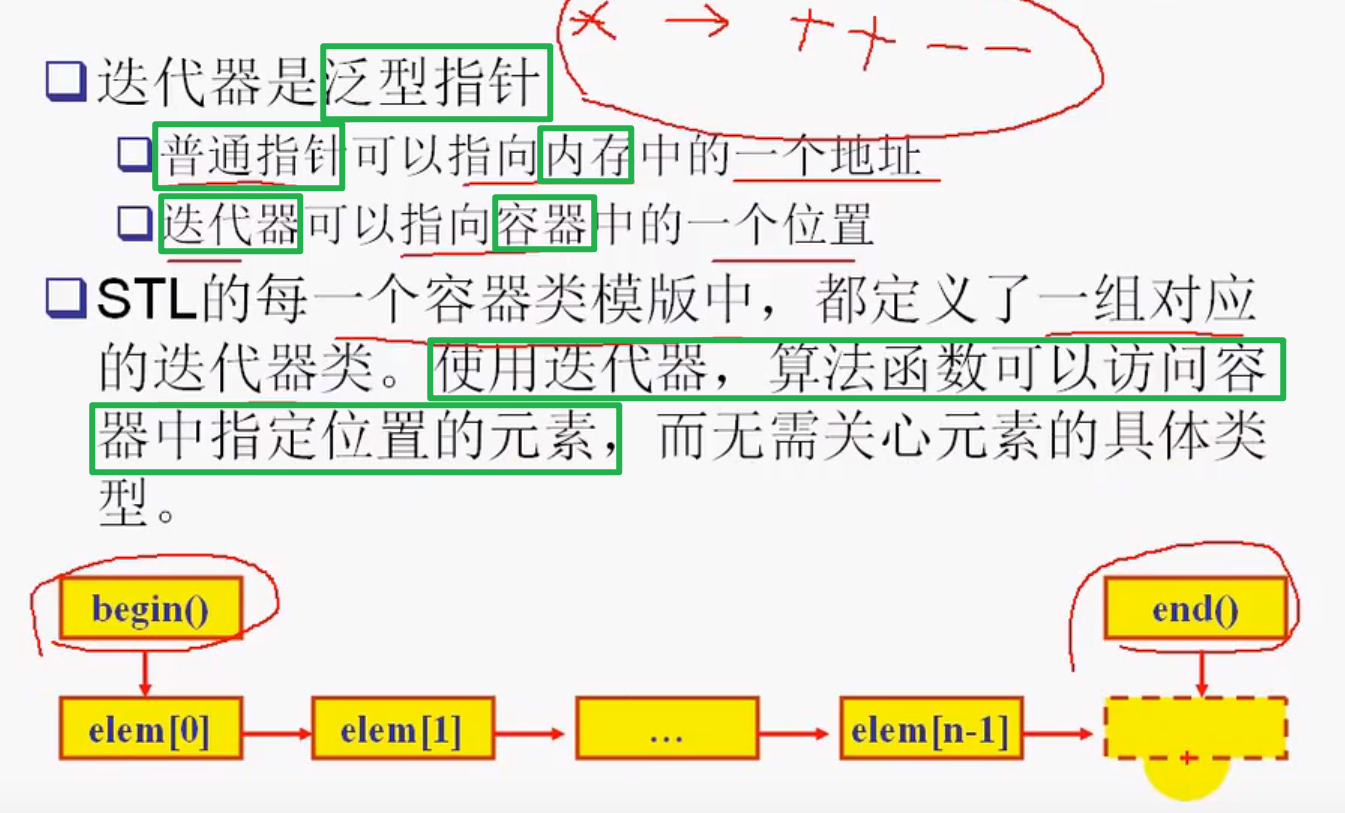 * → ++ --
迭代器是泛型指针
普通指针可以指向内存中的一个地址
迭代器可以指向容器中的一个位置
STL的每一个容器类模版中，都定义了一组对应
的迭代器类。使用迭代器，算法函数可以访问容
器中指定位置的元素，而无需关心元素的具体类
型。
begin() end()
elem[0] elem[1] … elem[n-1]